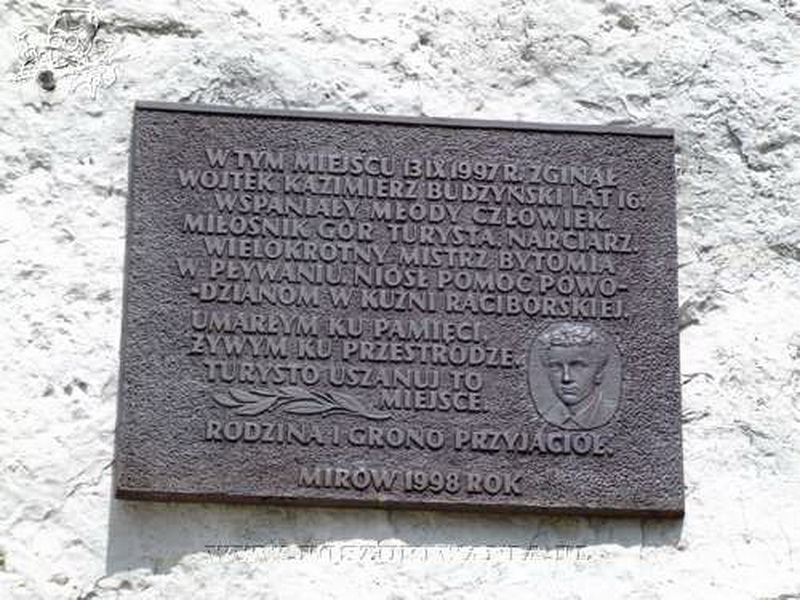 W TYM MIEJSCU 13 IX 1997 R. ZGINĄŁ
WOJTEK KAZIMIERZ BUDZYŃSKI LAT 16.
WSPANIAŁY MŁODY CZŁOWIEK.
MIŁOŚNIK GÓR, TURYSTA, NARCIARZ.
WIELOKROTNY MISTRZ BYTOMIA
W PŁYWANIU. NIÓSŁ POMOC POWO-
-DZIANOM W KUŹNI RACIBORSKIEJ.
UMARŁYM KU PAMIĘCI,
ŻYWYM KU PRZESTRODZE.
TURYSTO USZANUJ TO
MIEJSCE.
RODZINA I GRONO PRZYJACIÓŁ.
MIRÓW 1998 ROK